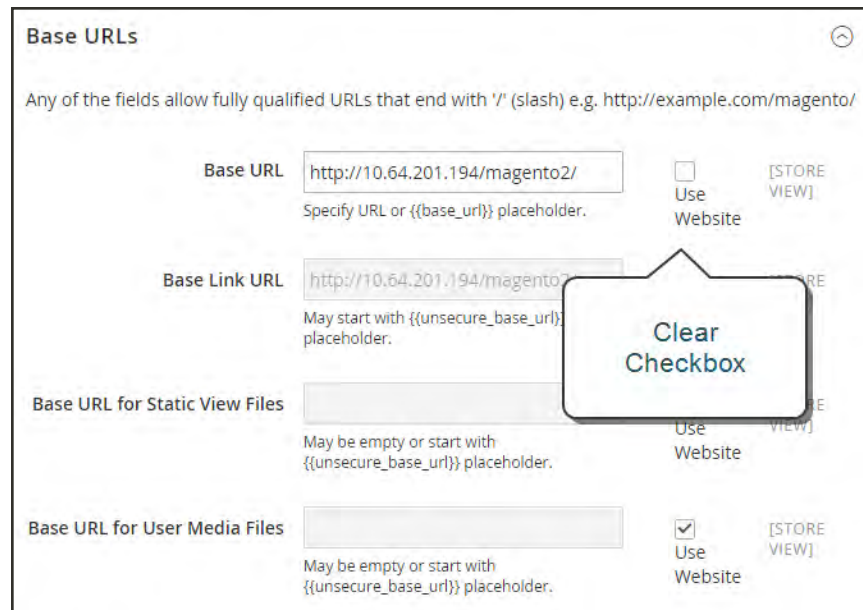 Base URLs
Any of the fields allow fully qualified URLs that end with '/' (slash) e.g. http://example.com/magento/
Base URL
http://10.64.201.194/magento2/
Use
Website
[STORE
VIEW]
Specify URL or {{base_url}} placeholder.
Base Link URL
http://10.64.201.194/magento2/
May start with {{unsecure_base_url}}
placeholder.
Clear
Checkbox
Base URL for Static View Files
Use
Website
VIEW]
May be empty or start with
{{unsecure_base_url}} placeholder.
Base URL for User Media Files
Use
Website
[STORE
VIEW]
May be empty or start with
{{unsecure_base_url}} placeholder.